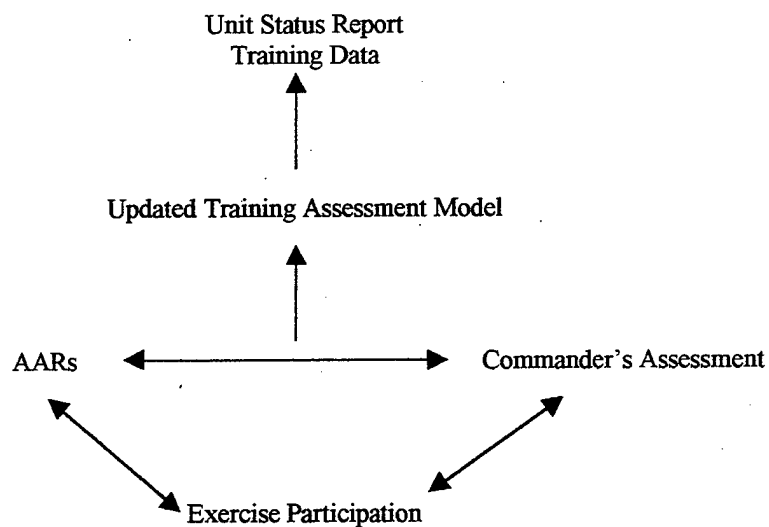 Unit Status Report
Training Data
Updated Training Assessment Model
AARs
Commander's Assessment
Exercise Participation